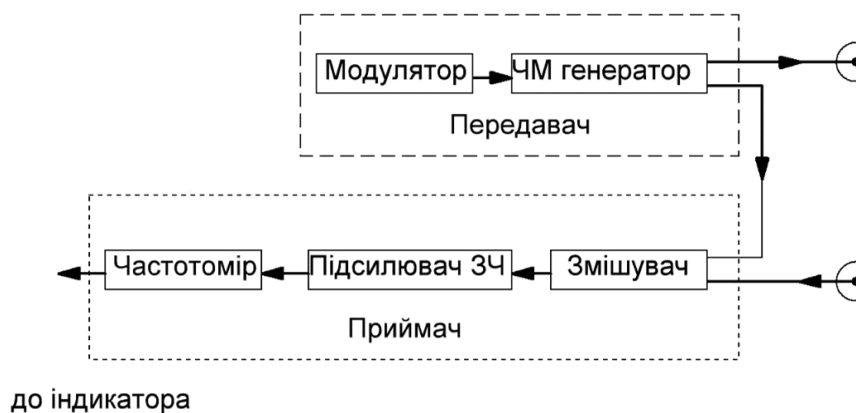 Модулятор
ЧМ генератор
Передавач
Частотомір
Підсилювач ЗЧ
Змішувач
Приймач
до індикатора